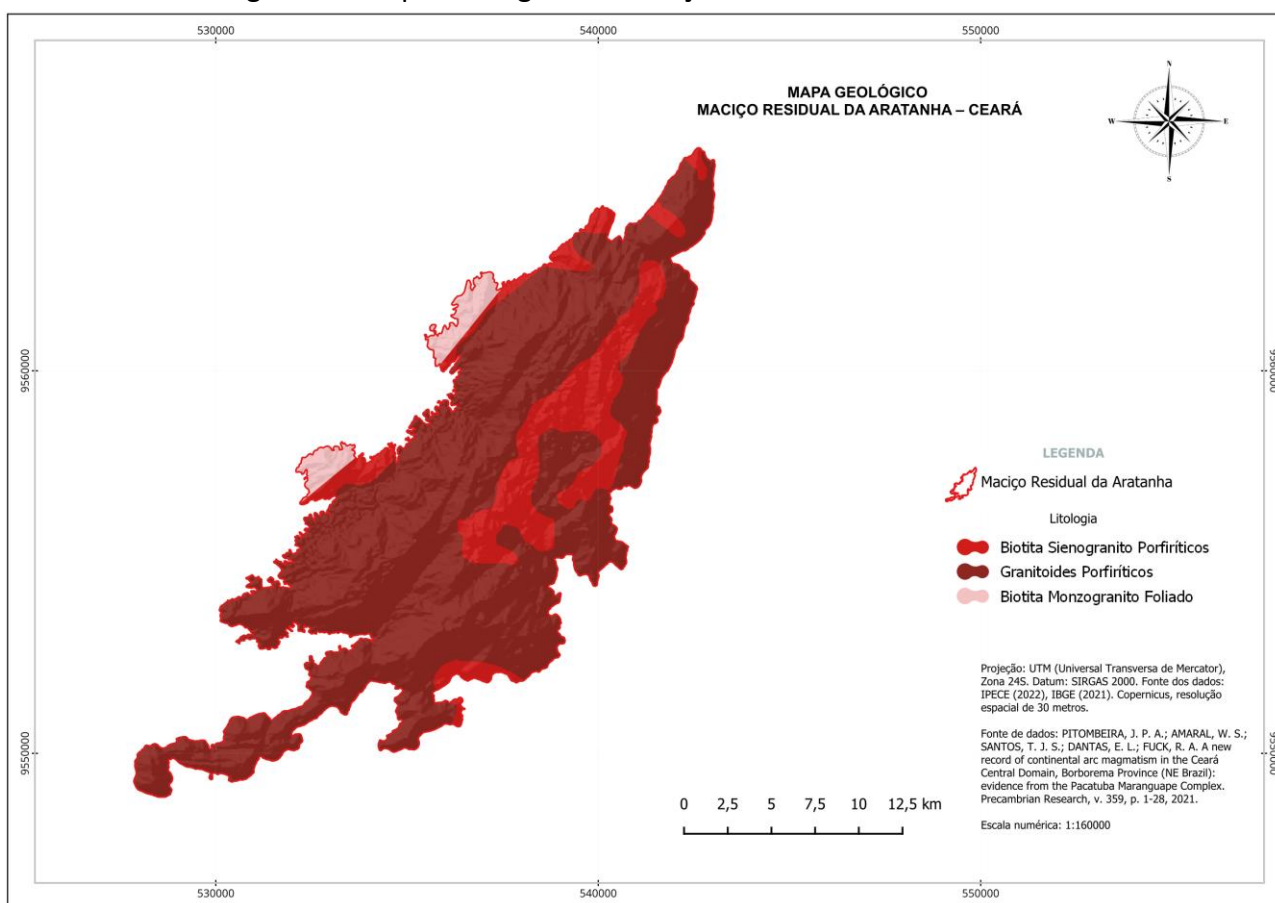 530000
540000
550000
MAPA GEOLÓGICO
MACIÇO RESIDUAL DA ARATANHA – CEARÁ
N
W
E
S
9560000
9560000
LEGENDA
Maciço Residual da Aratanha
Litologia
Biotita Sienogranito Porfiríticos
Granitoides Porfiríticos
Biotita Monzogranito Foliado
Projeção: UTM (Universal Transversa de Mercator),
Zona 24S. Datum: SIRGAS 2000. Fonte dos dados:
IPECE (2022), IBGE (2021). Copernicus, resolução
espacial de 30 metros.
Fonte de dados: PITOMBEIRA, J. P. A.; AMARAL, W. S.;
SANTOS, T. J. S.; DANTAS, E. L.; FUCK, R. A. A new
record of continental arc magmatism in the Ceará
Central Domain, Borborema Province (NE Brazil):
evidence from the Pacatuba Maranguape Complex.
Precambrian Research, v. 359, p. 1-28, 2021.
Escala numérica: 1:160000
9550000
9550000
0 2,5 5 7,5 10 12,5 km
530000
540000
550000